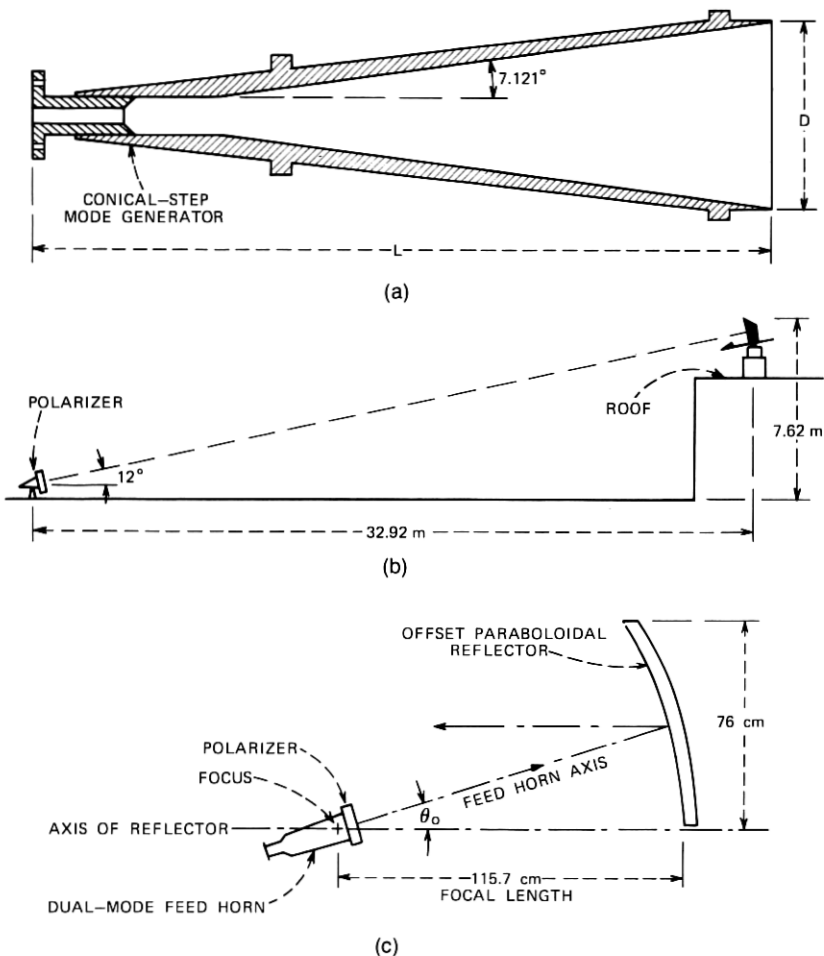 7.121°
D
CONICAL–STEP
MODE GENERATOR
L
(a)
POLARIZER
12°
ROOF
7.62 m
32.92 m
(b)
OFFSET PARABOLOIDAL
REFLECTOR
76 cm
POLARIZER
FOCUS
FEED HORN AXIS
θo
AXIS OF REFLECTOR
115.7 cm
FOCAL LENGTH
DUAL–MODE FEED HORN
(c)